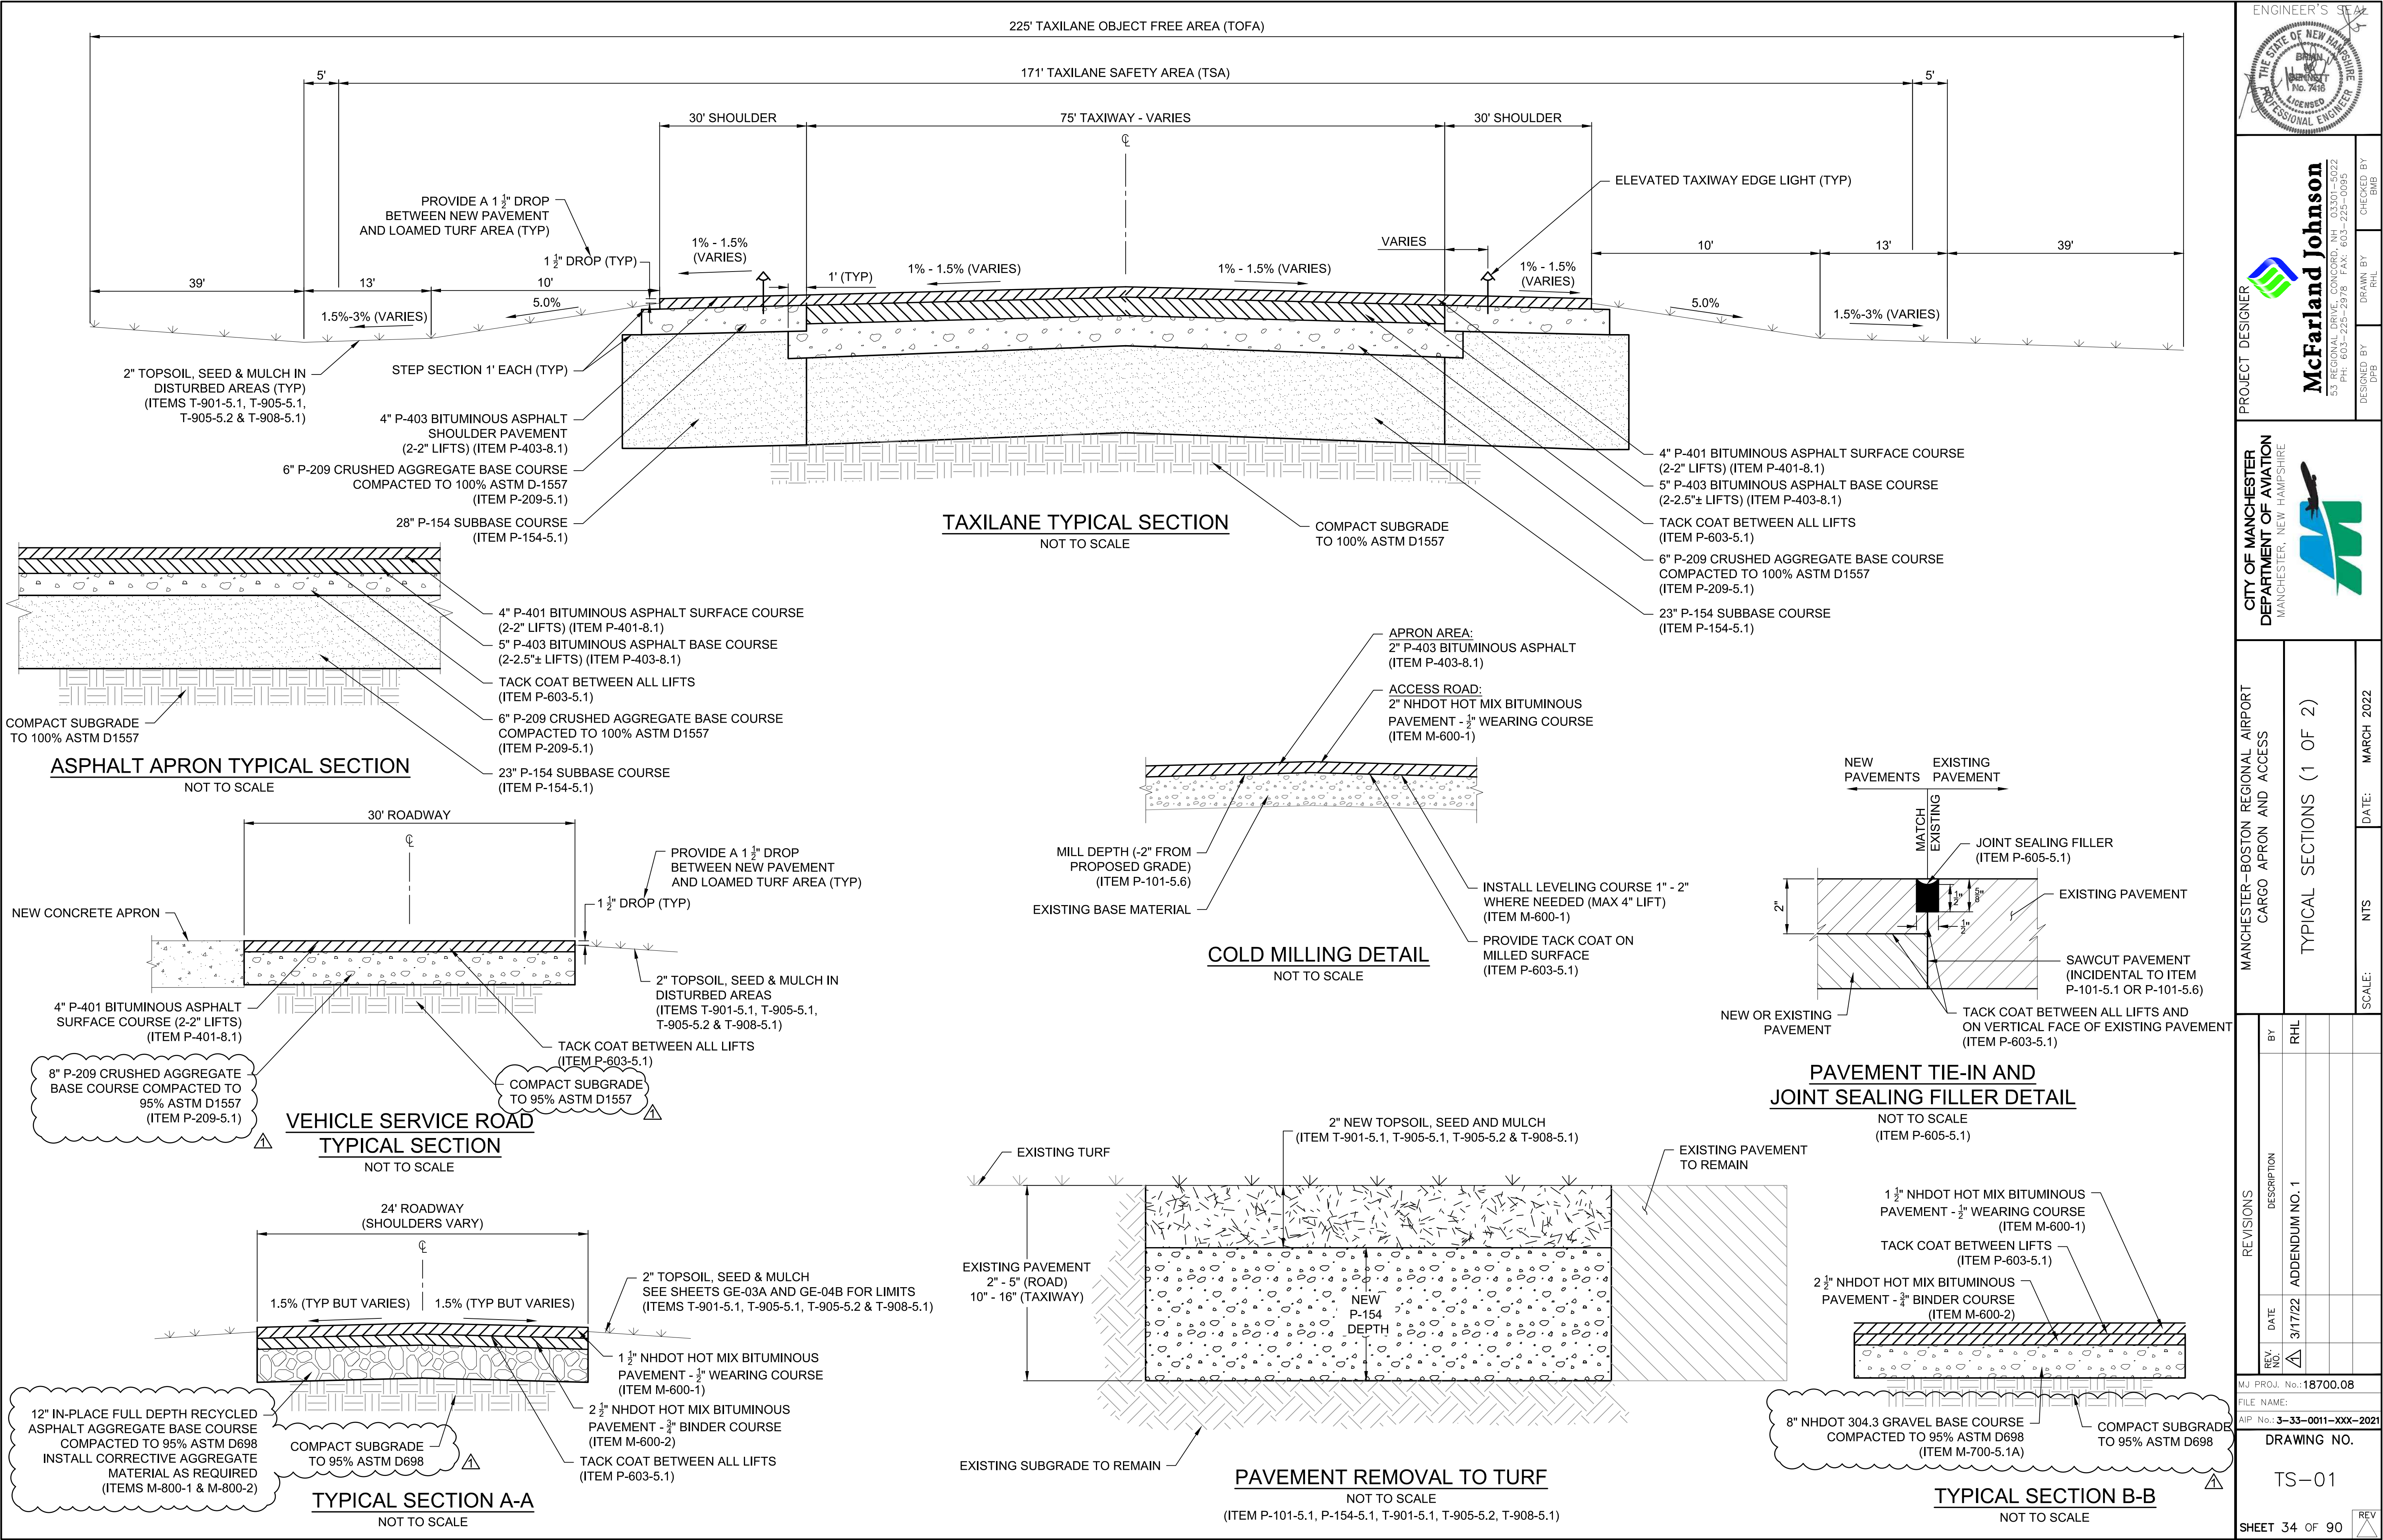 225' TAXILANE OBJECT FREE AREA (TOFA)
5'
171' TAXILANE SAFETY AREA (TSA)
5'
30' SHOULDER
75' TAXIWAY - VARIES
30' SHOULDER
℄
ELEVATED TAXIWAY EDGE LIGHT (TYP)
PROVIDE A 1 1/2" DROP
BETWEEN NEW PAVEMENT
AND LOAMED TURF AREA (TYP)
1 1/2" DROP (TYP)
1% - 1.5%
(VARIES)
1' (TYP)
1% - 1.5% (VARIES)
1% - 1.5% (VARIES)
VARIES
1% - 1.5%
(VARIES)
39'
13'
10'
10'
13'
39'
5.0%
1.5%-3% (VARIES)
5.0%
1.5%-3% (VARIES)
2" TOPSOIL, SEED & MULCH IN
DISTURBED AREAS (TYP)
(ITEMS T-901-5.1, T-905-5.1,
T-905-5.2 & T-908-5.1)
STEP SECTION 1' EACH (TYP)
4" P-403 BITUMINOUS ASPHALT
SHOULDER PAVEMENT
(2-2" LIFTS) (ITEM P-403-8.1)
6" P-209 CRUSHED AGGREGATE BASE COURSE
COMPACTED TO 100% ASTM D-1557
(ITEM P-209-5.1)
28" P-154 SUBBASE COURSE
(ITEM P-154-5.1)
TAXILANE TYPICAL SECTION
NOT TO SCALE
COMPACT SUBGRADE
TO 100% ASTM D1557
4" P-401 BITUMINOUS ASPHALT SURFACE COURSE
(2-2" LIFTS) (ITEM P-401-8.1)
5" P-403 BITUMINOUS ASPHALT BASE COURSE
(2-2.5"± LIFTS) (ITEM P-403-8.1)
TACK COAT BETWEEN ALL LIFTS
(ITEM P-603-5.1)
6" P-209 CRUSHED AGGREGATE BASE COURSE
COMPACTED TO 100% ASTM D1557
(ITEM P-209-5.1)
23" P-154 SUBBASE COURSE
(ITEM P-154-5.1)
4" P-401 BITUMINOUS ASPHALT SURFACE COURSE
(2-2" LIFTS) (ITEM P-401-8.1)
5" P-403 BITUMINOUS ASPHALT BASE COURSE
(2-2.5"± LIFTS) (ITEM P-403-8.1)
TACK COAT BETWEEN ALL LIFTS
(ITEM P-603-5.1)
6" P-209 CRUSHED AGGREGATE BASE COURSE
COMPACTED TO 100% ASTM D1557
(ITEM P-209-5.1)
23" P-154 SUBBASE COURSE
(ITEM P-154-5.1)
COMPACT SUBGRADE
TO 100% ASTM D1557
ASPHALT APRON TYPICAL SECTION
NOT TO SCALE
APRON AREA:
2" P-403 BITUMINOUS ASPHALT
(ITEM P-403-8.1)
ACCESS ROAD:
2" NHDOT HOT MIX BITUMINOUS
PAVEMENT - 1/2" WEARING COURSE
(ITEM M-600-1)
MILL DEPTH (-2" FROM
PROPOSED GRADE)
(ITEM P-101-5.6)
EXISTING BASE MATERIAL
INSTALL LEVELING COURSE 1" - 2"
WHERE NEEDED (MAX 4" LIFT)
(ITEM M-600-1)
PROVIDE TACK COAT ON
MILLED SURFACE
(ITEM P-603-5.1)
COLD MILLING DETAIL
NOT TO SCALE
NEW
PAVEMENTS
EXISTING
PAVEMENT
MATCH
EXISTING
JOINT SEALING FILLER
(ITEM P-605-5.1)
2"
1/2"
5/8"
1/2"
EXISTING PAVEMENT
SAWCUT PAVEMENT
(INCIDENTAL TO ITEM
P-101-5.1 OR P-101-5.6)
NEW OR EXISTING
PAVEMENT
TACK COAT BETWEEN ALL LIFTS AND
ON VERTICAL FACE OF EXISTING PAVEMENT
(ITEM P-603-5.1)
PAVEMENT TIE-IN AND
JOINT SEALING FILLER DETAIL
NOT TO SCALE
(ITEM P-605-5.1)
30' ROADWAY
℄
PROVIDE A 1 1/2" DROP
BETWEEN NEW PAVEMENT
AND LOAMED TURF AREA (TYP)
1 1/2" DROP (TYP)
NEW CONCRETE APRON
2" TOPSOIL, SEED & MULCH IN
DISTURBED AREAS
(ITEMS T-901-5.1, T-905-5.1,
T-905-5.2 & T-908-5.1)
4" P-401 BITUMINOUS ASPHALT
SURFACE COURSE (2-2" LIFTS)
(ITEM P-401-8.1)
TACK COAT BETWEEN ALL LIFTS
(ITEM P-603-5.1)
8" P-209 CRUSHED AGGREGATE
BASE COURSE COMPACTED TO
95% ASTM D1557
(ITEM P-209-5.1)
1
COMPACT SUBGRADE
TO 95% ASTM D1557
1
VEHICLE SERVICE ROAD
TYPICAL SECTION
NOT TO SCALE
24' ROADWAY
(SHOULDERS VARY)
℄
1.5% (TYP BUT VARIES)
1.5% (TYP BUT VARIES)
2" TOPSOIL, SEED & MULCH
SEE SHEETS GE-03A AND GE-04B FOR LIMITS
(ITEMS T-901-5.1, T-905-5.1, T-905-5.2 & T-908-5.1)
1 1/2" NHDOT HOT MIX BITUMINOUS
PAVEMENT - 1/2" WEARING COURSE
(ITEM M-600-1)
2 1/2" NHDOT HOT MIX BITUMINOUS
PAVEMENT - 3/4" BINDER COURSE
(ITEM M-600-2)
TACK COAT BETWEEN ALL LIFTS
(ITEM P-603-5.1)
12" IN-PLACE FULL DEPTH RECYCLED
ASPHALT AGGREGATE BASE COURSE
COMPACTED TO 95% ASTM D698
INSTALL CORRECTIVE AGGREGATE
MATERIAL AS REQUIRED
(ITEMS M-800-1 & M-800-2)
COMPACT SUBGRADE
TO 95% ASTM D698
1
TYPICAL SECTION A-A
NOT TO SCALE
2" NEW TOPSOIL, SEED AND MULCH
(ITEM T-901-5.1, T-905-5.1, T-905-5.2 & T-908-5.1)
EXISTING TURF
EXISTING PAVEMENT
TO REMAIN
EXISTING PAVEMENT
2" - 5" (ROAD)
10" - 16" (TAXIWAY)
NEW
P-154
DEPTH
EXISTING SUBGRADE TO REMAIN
PAVEMENT REMOVAL TO TURF
NOT TO SCALE
(ITEM P-101-5.1, P-154-5.1, T-901-5.1, T-905-5.2, T-908-5.1)
1 1/2" NHDOT HOT MIX BITUMINOUS
PAVEMENT - 1/2" WEARING COURSE
(ITEM M-600-1)
TACK COAT BETWEEN LIFTS
(ITEM P-603-5.1)
2 1/2" NHDOT HOT MIX BITUMINOUS
PAVEMENT - 3/4" BINDER COURSE
(ITEM M-600-2)
8" NHDOT 304.3 GRAVEL BASE COURSE
COMPACTED TO 95% ASTM D698
(ITEM M-700-5.1A)
COMPACT SUBGRADE
TO 95% ASTM D698
1
TYPICAL SECTION B-B
NOT TO SCALE
ENGINEER'S SEAL
THE STATE OF NEW HAMPSHIRE
BRIAN
BENNETT
No. 7416
LICENSED
PROFESSIONAL ENGINEER
PROJECT DESIGNER
McFarland Johnson
53 REGIONAL DRIVE, CONCORD, NH 03301-5022
PH: 603-225-2978 FAX: 603-225-0095
DESIGNED BY
DPB
DRAWN BY
RHL
CHECKED BY
BMB
CITY OF MANCHESTER
DEPARTMENT OF AVIATION
MANCHESTER, NEW HAMPSHIRE
MANCHESTER-BOSTON REGIONAL AIRPORT
CARGO APRON AND ACCESS
TYPICAL SECTIONS (1 OF 2)
SCALE: NTS
DATE: MARCH 2022
REVISIONS
REV. NO.
DATE
DESCRIPTION
BY
1
3/17/22
ADDENDUM NO. 1
RHL
MJ PROJ. No.: 18700.08
FILE NAME:
AIP No.: 3-33-0011-XXX-2021
DRAWING NO.
TS-01
SHEET 34 OF 90
REV